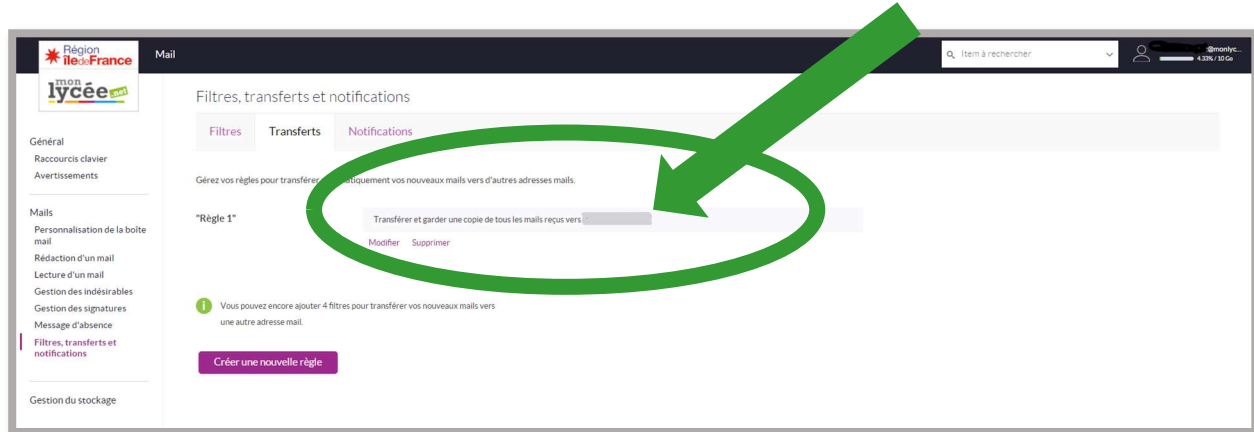 Région
îledeFrance
Mail
Item à rechercher
@monlyc...
4.33% / 10 Go
mon
lycée.net
Filtres, transferts et notifications
Filtres Transferts Notifications
Général
Raccourcis clavier
Avertissements
Gérez vos règles pour transférer tiquement vos nouveaux mails vers d'autres adresses mails.
Mails
Personnalisation de la boîte
mail
Rédaction d'un mail
Lecture d'un mail
Gestion des indésirables
Gestion des signatures
Message d'absence
Filtres, transferts et
notifications
Gestion du stockage
"Règle 1"
Transférer et garder une copie de tous les mails reçus vers
Modifier Supprimer
Vous pouvez encore ajouter 4 filtres pour transférer vos nouveaux mails vers
une autre adresse mail.
Créer une nouvelle règle